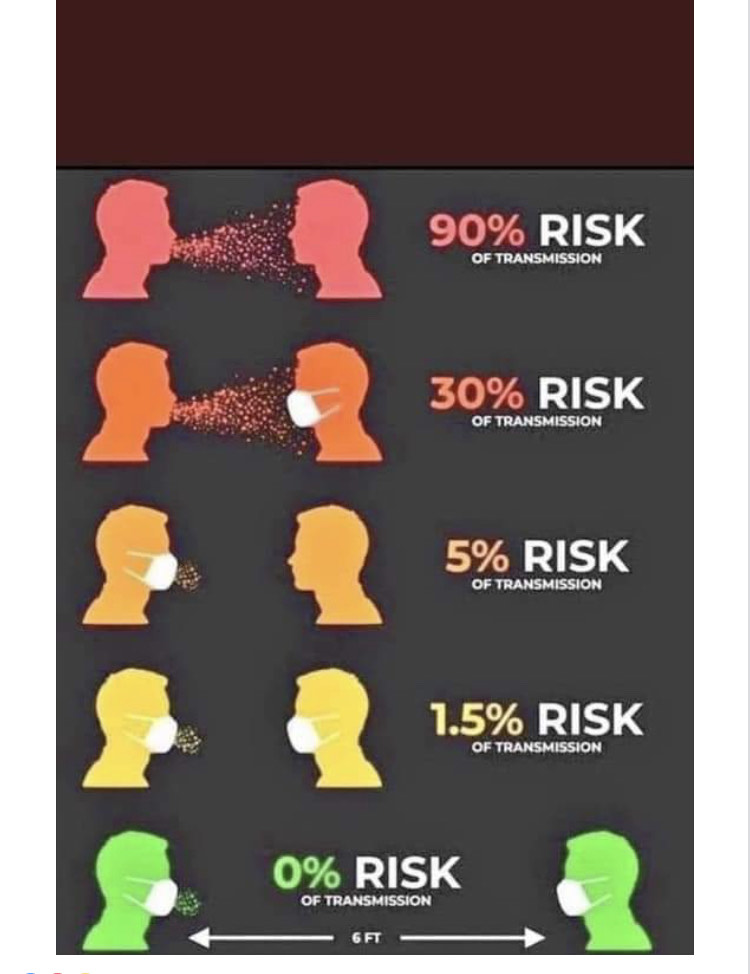 90% RISK
OF TRANSMISSION
30% RISK
OF TRANSMISSION
5% RISK
OF TRANSMISSION
1.5% RISK
OF TRANSMISSION
0% RISK
OF TRANSMISSION
6 FT